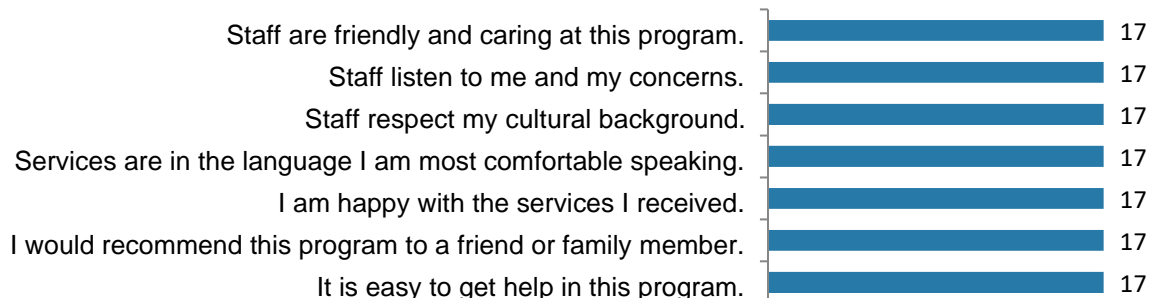 Staff are friendly and caring at this program. 17
Staff listen to me and my concerns. 17
Staff respect my cultural background. 17
Services are in the language I am most comfortable speaking. 17
I am happy with the services I received. 17
I would recommend this program to a friend or family member. 17
It is easy to get help in this program. 17